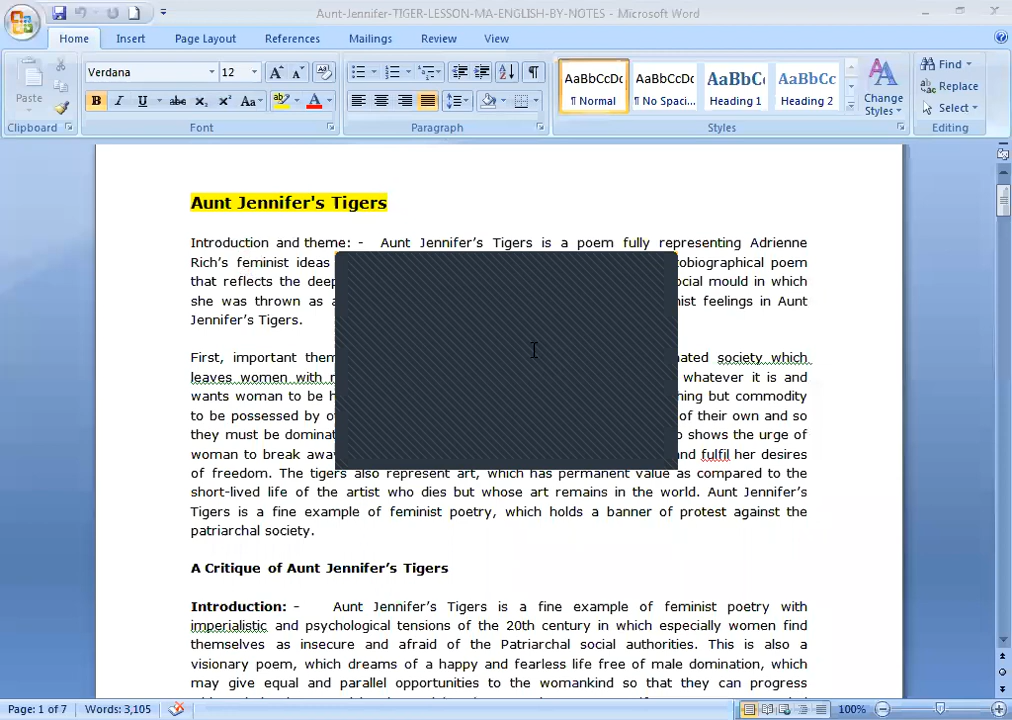 Aunt-Jennifer-TIGER-LESSON-MA-ENGLISH-BY-NOTES - Microsoft Word
Home Insert Page Layout References Mailings Review View
Paste
Verdana 12
AaBbCcDc AaBbCcDc AaBbC AaBbCc
¶ Normal ¶ No Spaci... Heading 1 Heading 2
Change Styles
Find
Replace
Select
Clipboard Font Paragraph Styles Editing
Aunt Jennifer's Tigers
Introduction and theme: - Aunt Jennifer’s Tigers is a poem fully representing Adrienne
Rich’s feminist ideas obiographical poem
that reflects the deep ocial mould in which
she was thrown as a nist feelings in Aunt
Jennifer’s Tigers.
First, important them nated society which
leaves women with whatever it is and
wants woman to be h hing but commodity
to be possessed by of their own and so
they must be domina o shows the urge of
woman to break awa and fulfil her desires
of freedom. The tigers also represent art, which has permanent value as compared to the
short-lived life of the artist who dies but whose art remains in the world. Aunt Jennifer’s
Tigers is a fine example of feminist poetry, which holds a banner of protest against the
patriarchal society.
A Critique of Aunt Jennifer’s Tigers
Introduction: - Aunt Jennifer’s Tigers is a fine example of feminist poetry with
imperialistic and psychological tensions of the 20th century in which especially women find
themselves as insecure and afraid of the Patriarchal social authorities. This is also a
visionary poem, which dreams of a happy and fearless life free of male domination, which
may give equal and parallel opportunities to the womankind so that they can progress
Page: 1 of 7 Words: 3,105 100%